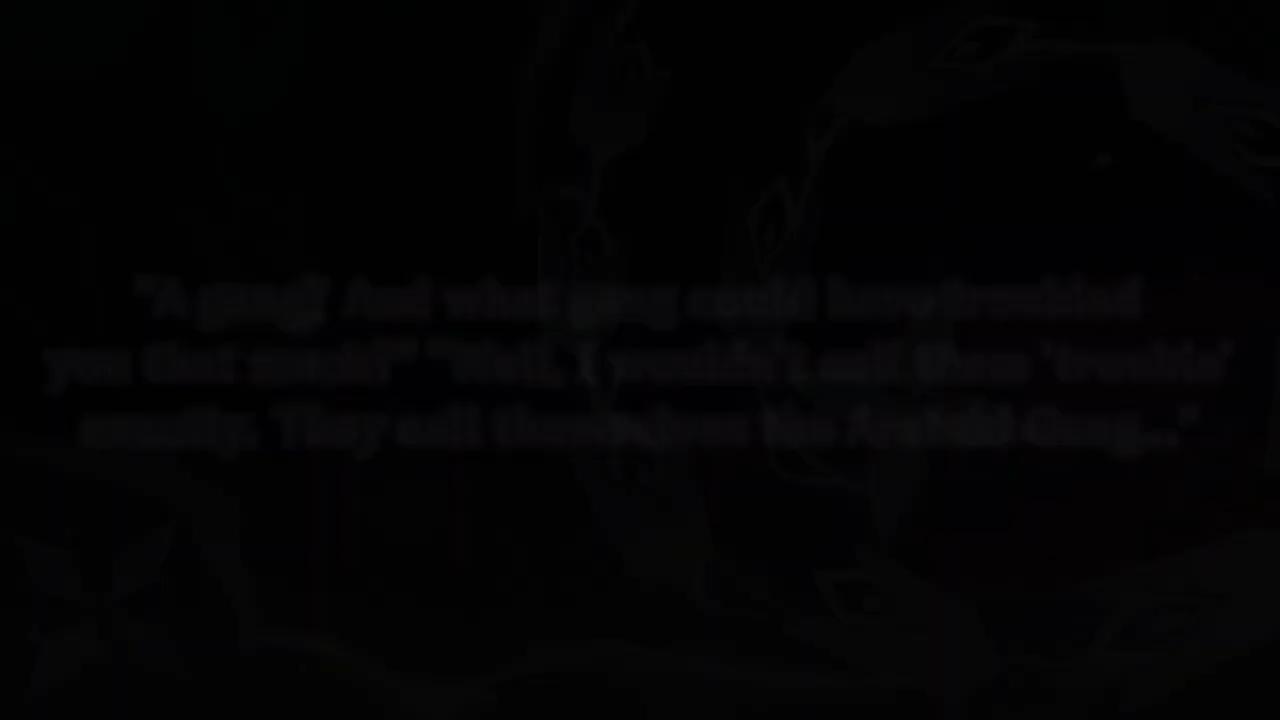 "A gang? And what gang could have troubled
you that much?" "Well, I wouldn't call them 'trouble'
exactly. They call themselves the Gang..."